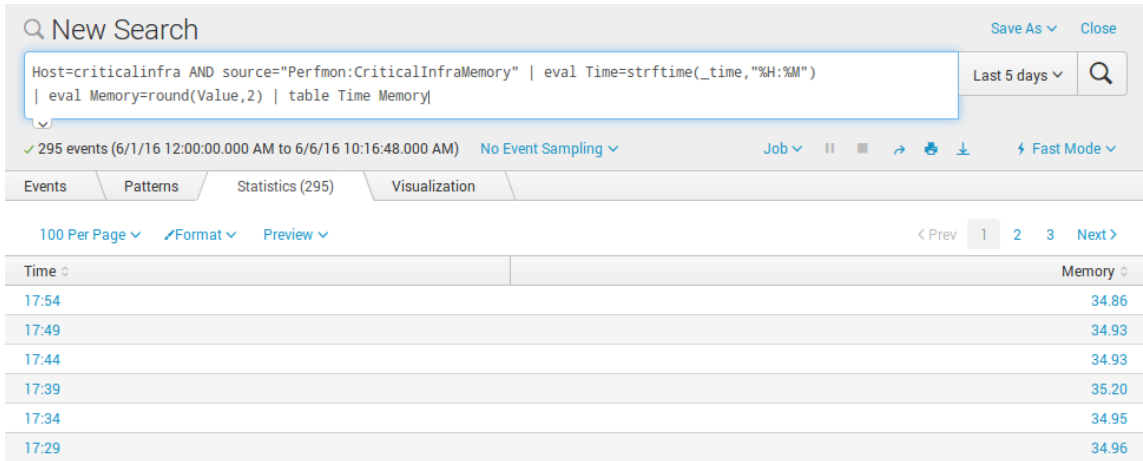 New Search
Save As Close
Host=criticalinfra AND source="Perfmon:CriticalInfraMemory" | eval Time=strftime(_time,"%H:%M")
| eval Memory=round(Value,2) | table Time Memory
Last 5 days
295 events (6/1/16 12:00:00.000 AM to 6/6/16 10:16:48.000 AM) No Event Sampling Job Fast Mode
Events Patterns Statistics (295) Visualization
100 Per Page Format Preview < Prev 1 2 3 Next >
Time Memory
17:54 34.86
17:49 34.93
17:44 34.93
17:39 35.20
17:34 34.95
17:29 34.96